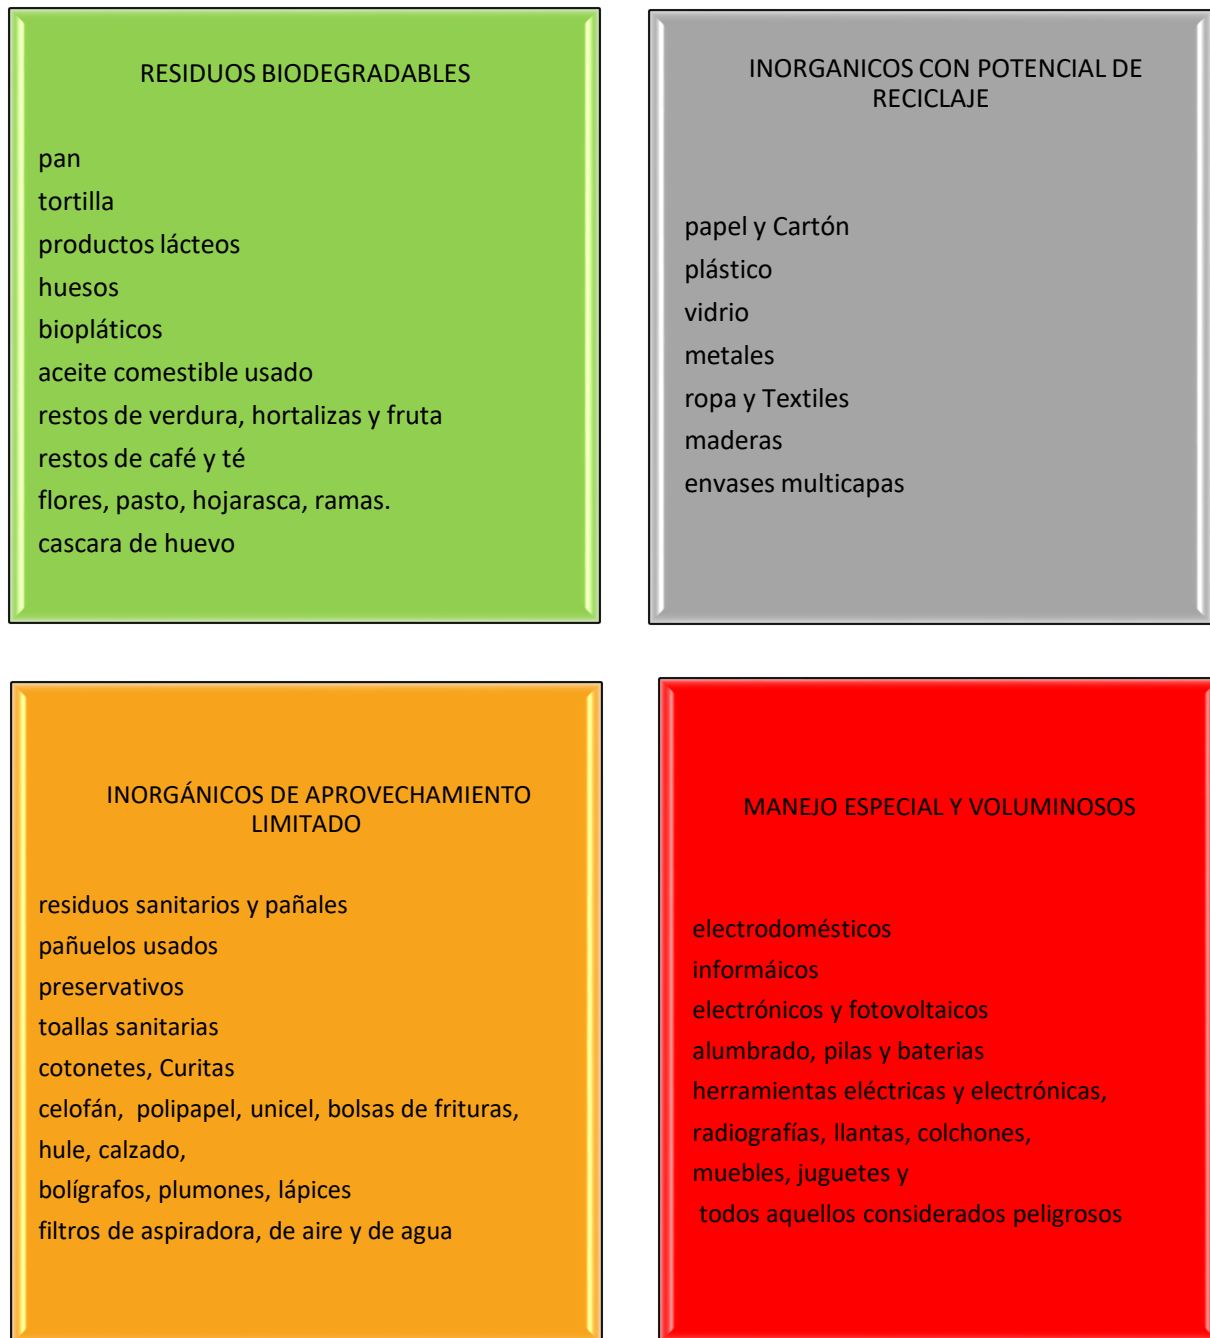 RESIDUOS BIODEGRADABLES
pan
tortilla
productos lácteos
huesos
biopláticos
aceite comestible usado
restos de verdura, hortalizas y fruta
restos de café y té
flores, pasto, hojarasca, ramas.
cascara de huevo
INORGANICOS CON POTENCIAL DE
RECICLAJE
papel y Cartón
plástico
vidrio
metales
ropa y Textiles
maderas
envases multicapas
INORGÁNICOS DE APROVECHAMIENTO
LIMITADO
residuos sanitarios y pañales
pañuelos usados
preservativos
toallas sanitarias
cotonetes, Curitas
celofán, polipapel, unicel, bolsas de frituras,
hule, calzado,
bolígrafos, plumones, lápices
filtros de aspiradora, de aire y de agua
MANEJO ESPECIAL Y VOLUMINOSOS
electrodomésticos
informáicos
electrónicos y fotovoltaicos
alumbrado, pilas y baterias
herramientas eléctricas y electrónicas,
radiografías, llantas, colchones,
muebles, juguetes y
todos aquellos considerados peligrosos